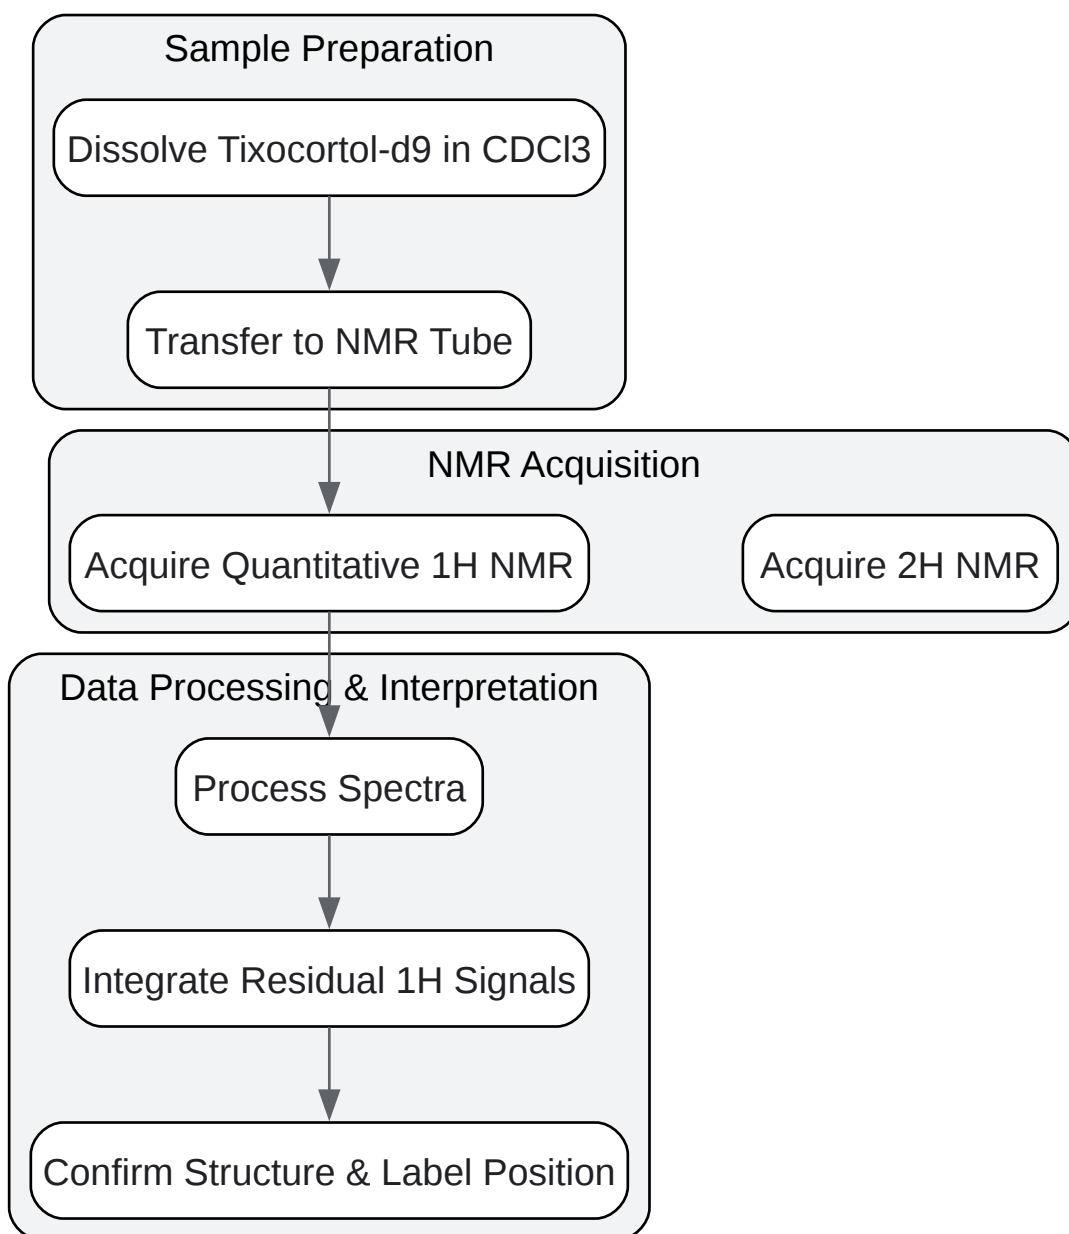 Sample Preparation
Dissolve Tixocortol-d9 in CDCl3
Transfer to NMR Tube
NMR Acquisition
Acquire Quantitative 1H NMR
Acquire 2H NMR
Data Processing & Interpretation
Process Spectra
Integrate Residual 1H Signals
Confirm Structure & Label Position